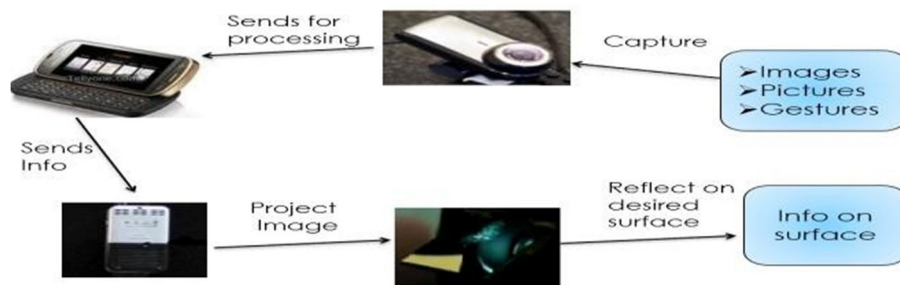 Sends for
processing
Capture
➢Images
➢Pictures
➢Gestures
Sends
Info
Project
Image
Reflect on
desired
surface
Info on
surface